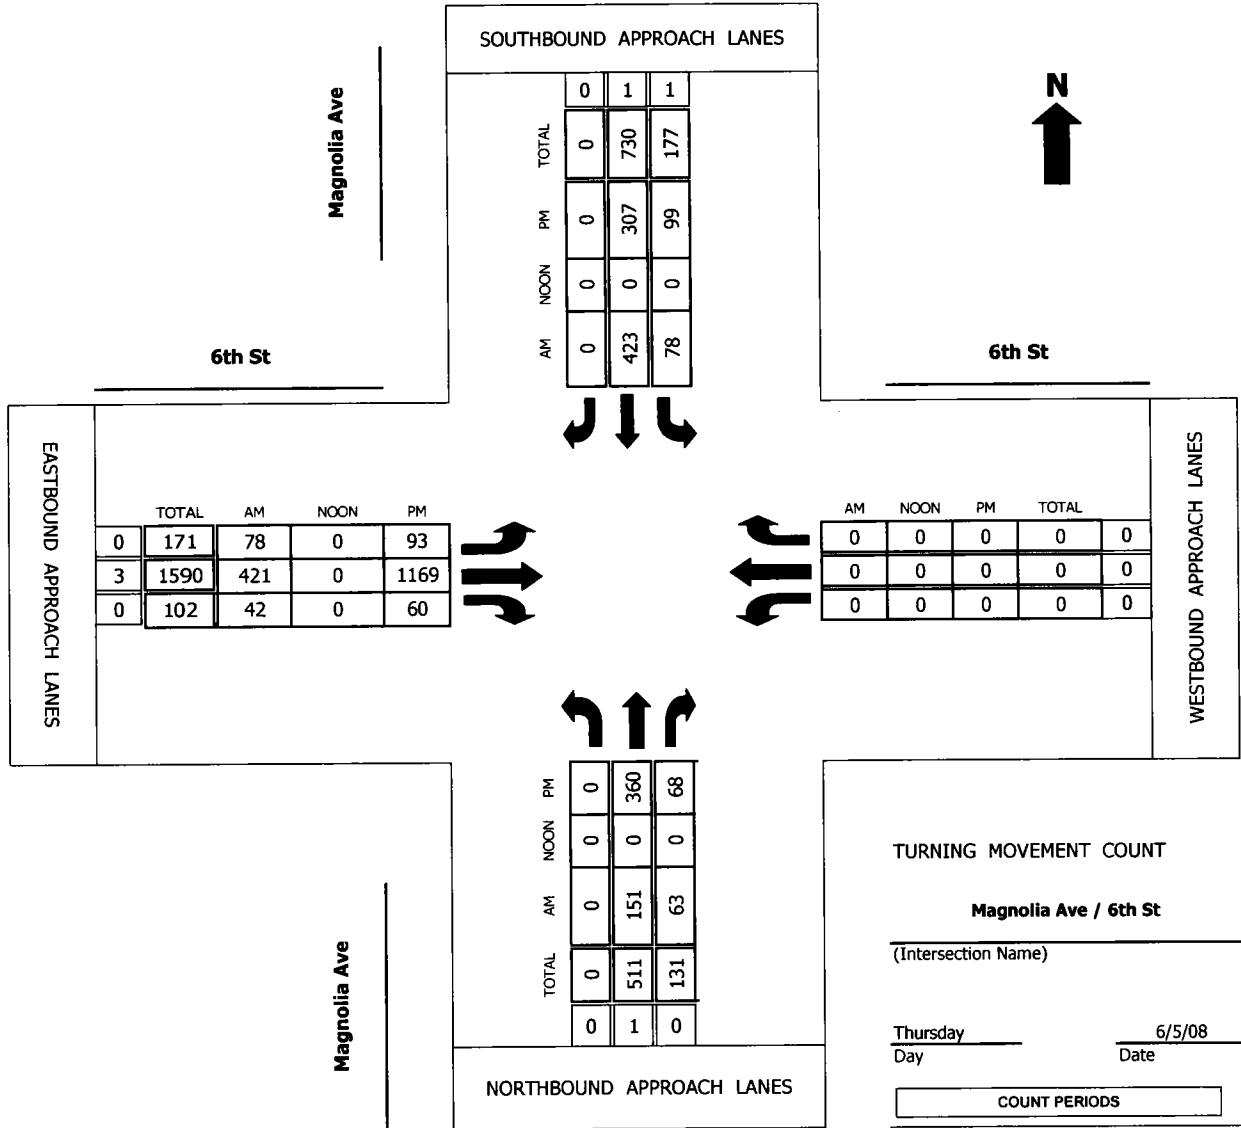 SOUTHBOUND APPROACH LANES
0 1 1
TOTAL 0 730 177
PM 0 307 99
NOON 0 0 0
AM 0 423 78
Magnolia Ave
N
6th St
6th St
EASTBOUND APPROACH LANES
TOTAL AM NOON PM
0 171 78 0 93
3 1590 421 0 1169
0 102 42 0 60
AM NOON PM TOTAL
0 0 0 0 0
0 0 0 0 0
0 0 0 0 0
WESTBOUND APPROACH LANES
PM 0 360 68
NOON 0 0 0
AM 0 151 63
TOTAL 0 511 131
0 1 0
Magnolia Ave
NORTHBOUND APPROACH LANES
TURNING MOVEMENT COUNT
Magnolia Ave / 6th St
(Intersection Name)
Thursday 6/5/08
Day Date
COUNT PERIODS